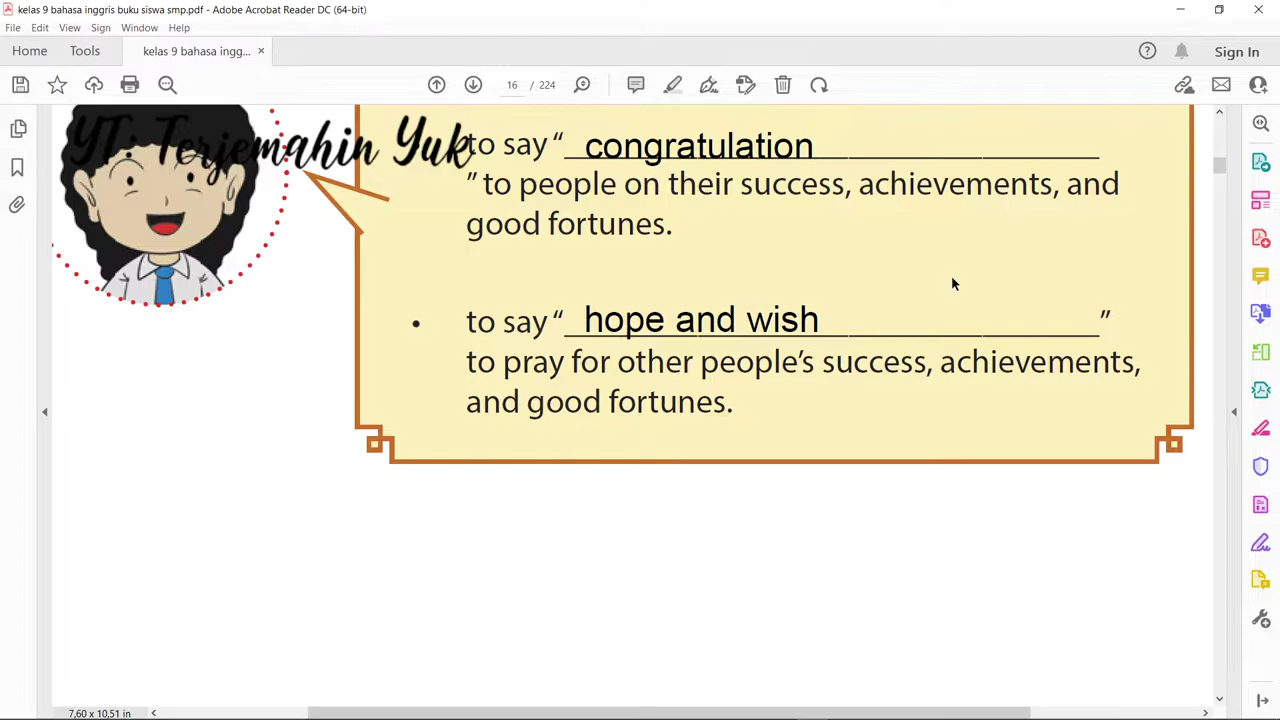 kelas 9 bahasa inggris buku siswa smp.pdf - Adobe Acrobat Reader DC (64-bit)
File Edit View Sign Window Help
Home Tools kelas 9 bahasa ingg... × Sign In
16 / 224
YT: Terjemahin Yuk
to say “ congratulation
” to people on their success, achievements, and
good fortunes.
• to say “ hope and wish ”
to pray for other people’s success, achievements,
and good fortunes.
7,60 x 10,51 in